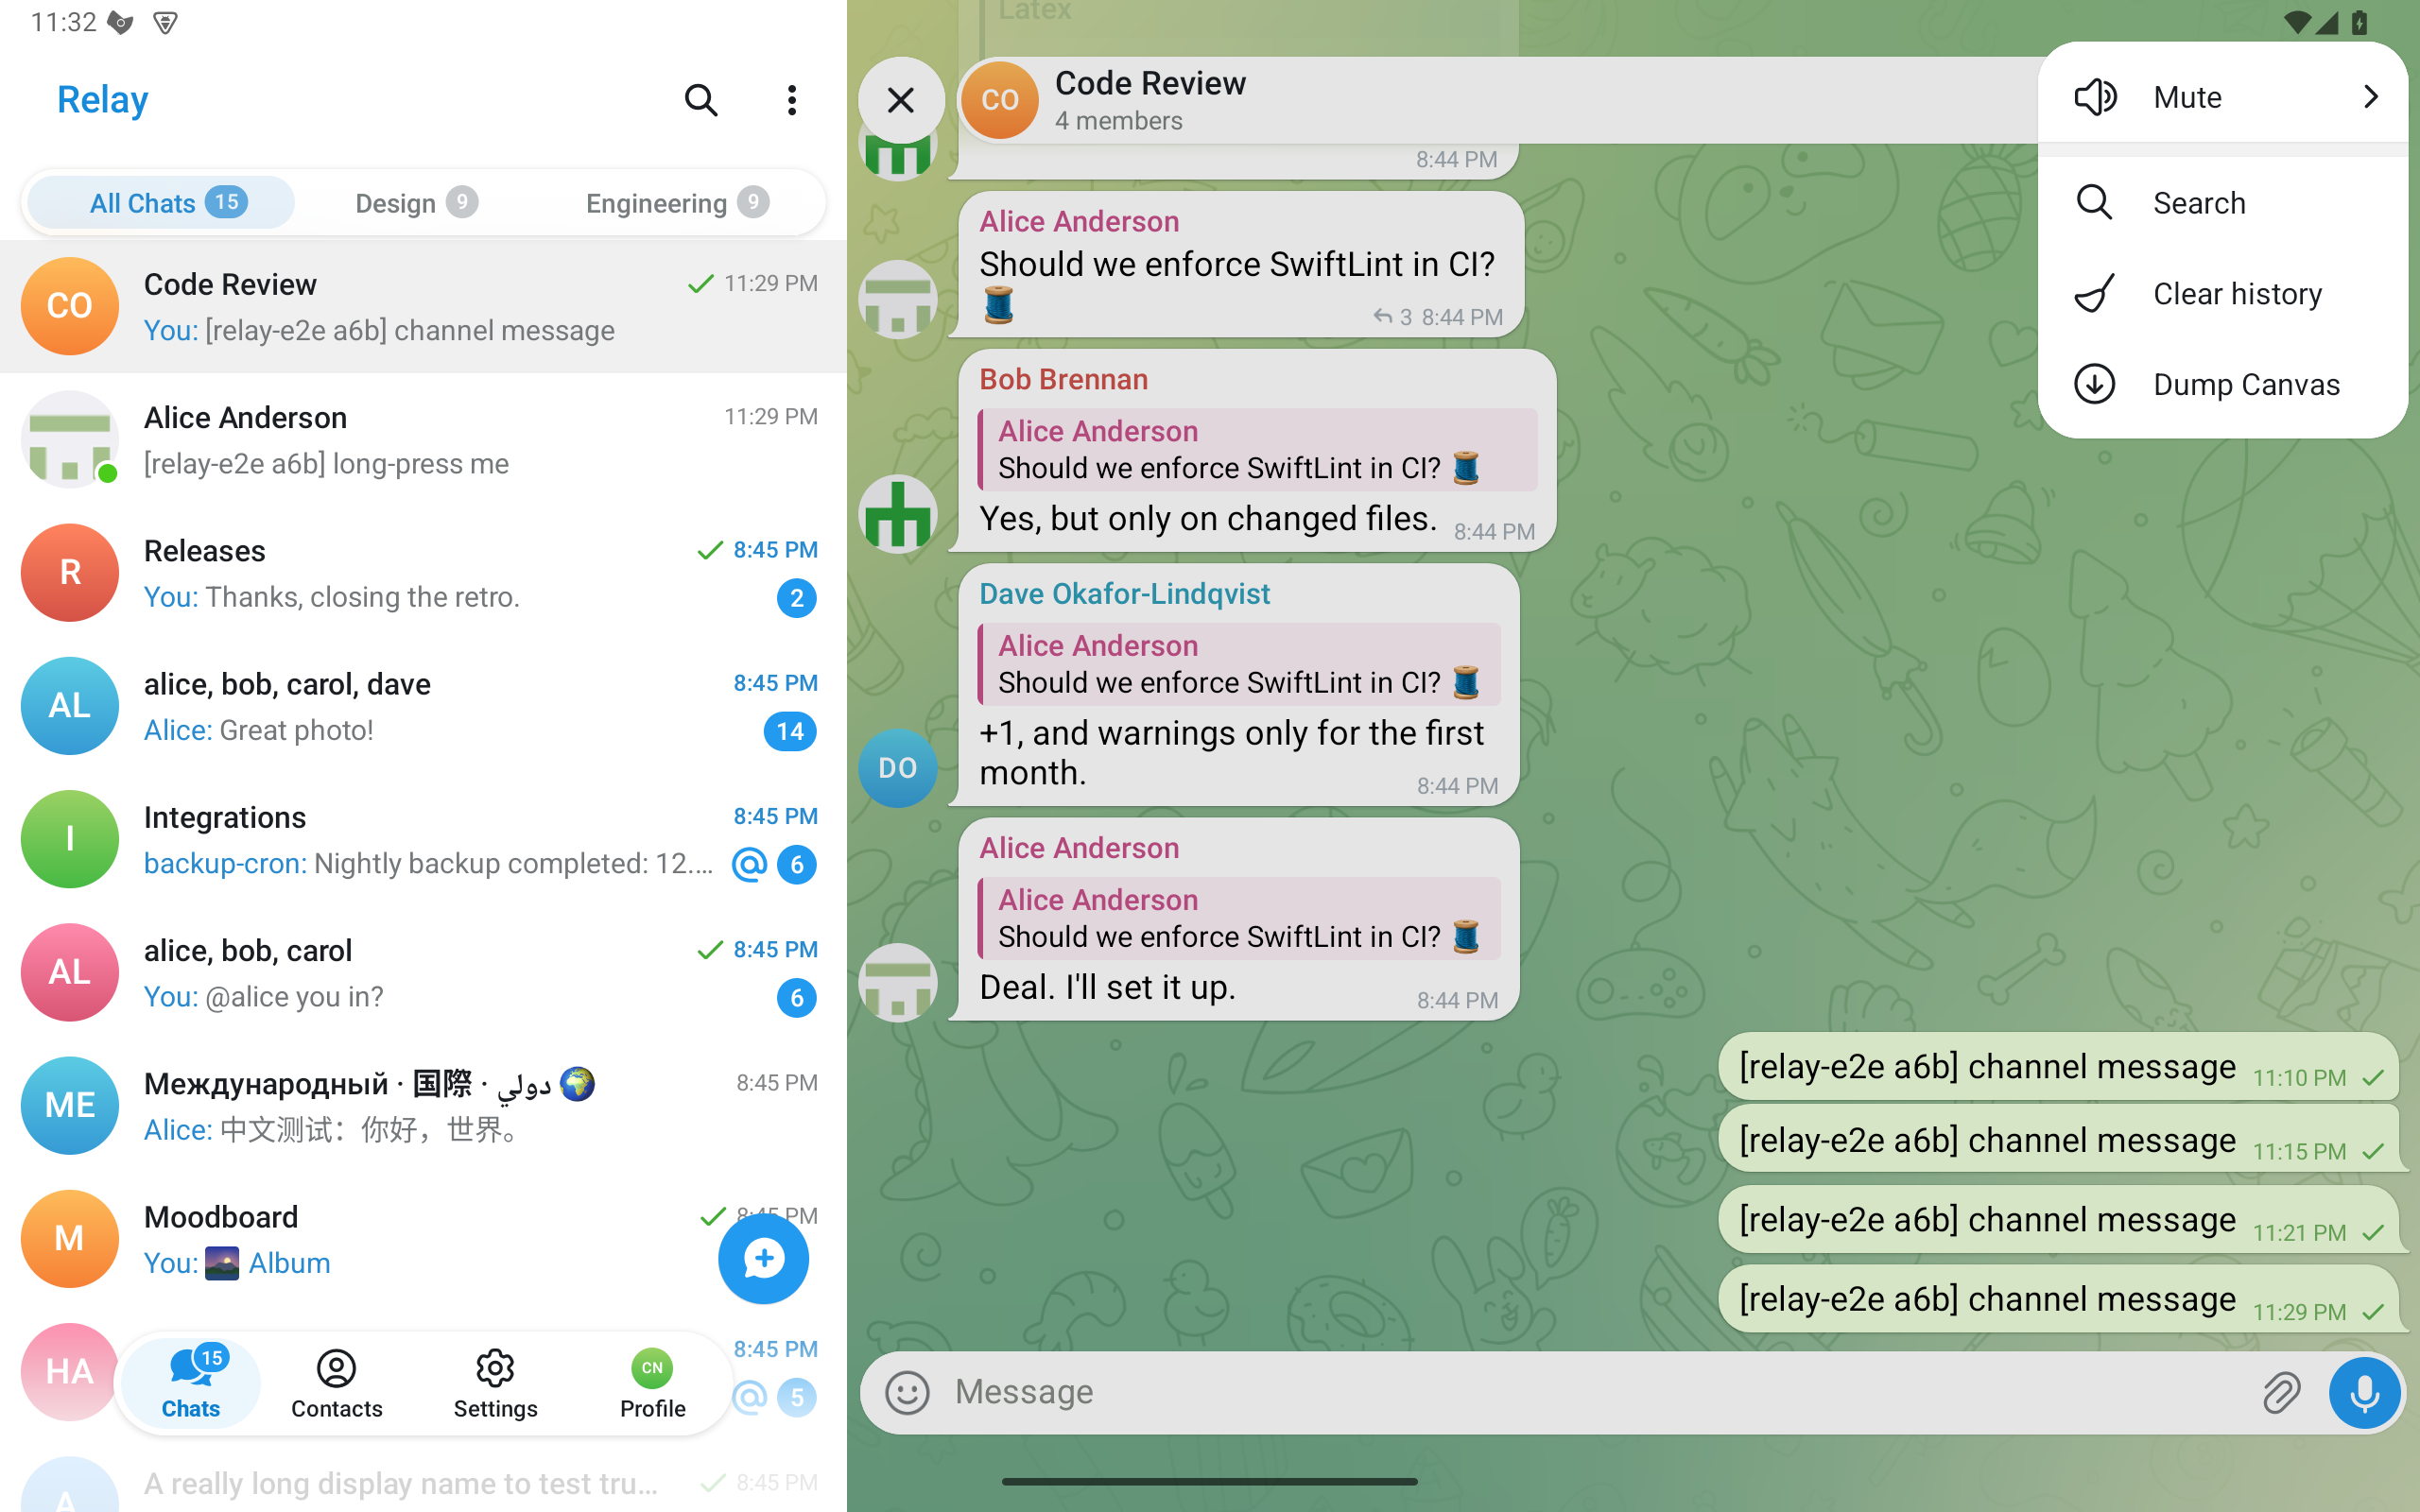 11:32
Relay
All Chats 15
Design 9
Engineering 9
CO
Code Review
11:29 PM
You: [relay-e2e a6b] channel message
Alice Anderson
11:29 PM
[relay-e2e a6b] long-press me
R
Releases
8:45 PM
You: Thanks, closing the retro.
2
AL
alice, bob, carol, dave
8:45 PM
Alice: Great photo!
14
I
Integrations
8:45 PM
backup-cron: Nightly backup completed: 12....
@ 6
AL
alice, bob, carol
8:45 PM
You: @alice you in?
6
ME
Международный · 国際 · دولي 🌍
8:45 PM
Alice: 中文测试：你好，世界。
M
Moodboard
8:45 PM
You: Album
HA
8:45 PM
@ 5
15
Chats
Contacts
Settings
CN
Profile
A
A really long display name to test tru...
8:45 PM
Latex
CO
Code Review
4 members
8:44 PM
Alice Anderson
Should we enforce SwiftLint in CI?
🧵
3 8:44 PM
Bob Brennan
Alice Anderson
Should we enforce SwiftLint in CI? 🧵
Yes, but only on changed files.
8:44 PM
DO
Dave Okafor-Lindqvist
Alice Anderson
Should we enforce SwiftLint in CI? 🧵
+1, and warnings only for the first
month.
8:44 PM
Alice Anderson
Alice Anderson
Should we enforce SwiftLint in CI? 🧵
Deal. I'll set it up.
8:44 PM
[relay-e2e a6b] channel message 11:10 PM
[relay-e2e a6b] channel message 11:15 PM
[relay-e2e a6b] channel message 11:21 PM
[relay-e2e a6b] channel message 11:29 PM
Message
Mute
Search
Clear history
Dump Canvas